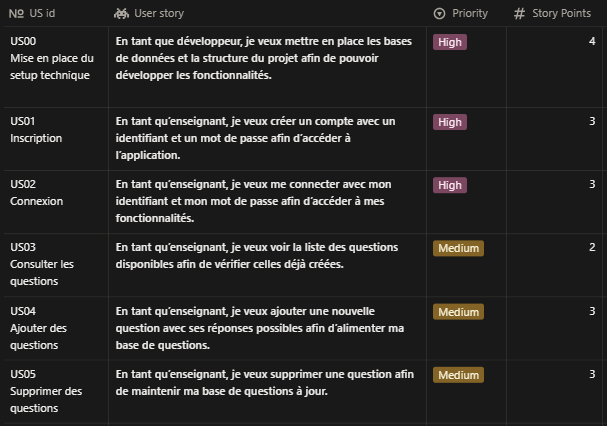 № US id
User story
Priority
# Story Points
US00
Mise en place du
setup technique
En tant que développeur, je veux mettre en place les bases
de données et la structure du projet afin de pouvoir
développer les fonctionnalités.
High
4
US01
Inscription
En tant qu’enseignant, je veux créer un compte avec un
identifiant et un mot de passe afin d’accéder à
l’application.
High
3
US02
Connexion
En tant qu’enseignant, je veux me connecter avec mon
identifiant et mon mot de passe afin d’accéder à mes
fonctionnalités.
High
3
US03
Consulter les
questions
En tant qu’enseignant, je veux voir la liste des questions
disponibles afin de vérifier celles déjà créées.
Medium
2
US04
Ajouter des
questions
En tant qu’enseignant, je veux ajouter une nouvelle
question avec ses réponses possibles afin d’alimenter ma
base de questions.
Medium
3
US05
Supprimer des
questions
En tant qu’enseignant, je veux supprimer une question afin
de maintenir ma base de questions à jour.
Medium
3